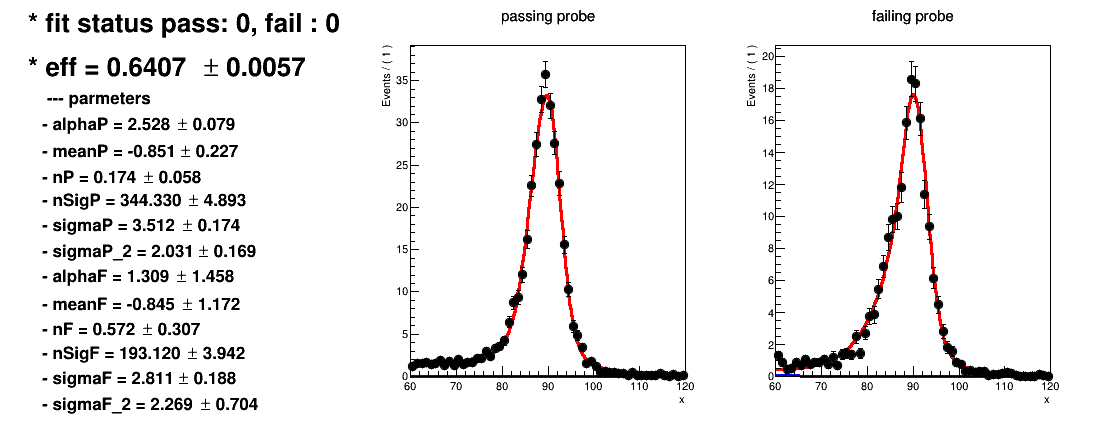 * fit status pass: 0, fail : 0
* eff = 0.6407 ± 0.0057
--- parmeters
- alphaP = 2.528 ± 0.079
- meanP = -0.851 ± 0.227
- nP = 0.174 ± 0.058
- nSigP = 344.330 ± 4.893
- sigmaP = 3.512 ± 0.174
- sigmaP_2 = 2.031 ± 0.169
- alphaF = 1.309 ± 1.458
- meanF = -0.845 ± 1.172
- nF = 0.572 ± 0.307
- nSigF = 193.120 ± 3.942
- sigmaF = 2.811 ± 0.188
- sigmaF_2 = 2.269 ± 0.704
passing probe
Events / ( 1 )
35
30
25
20
15
10
5
0
60 70 80 90 100 110 120
x
failing probe
Events / ( 1 )
20
18
16
14
12
10
8
6
4
2
0
60 70 80 90 100 110 120
x